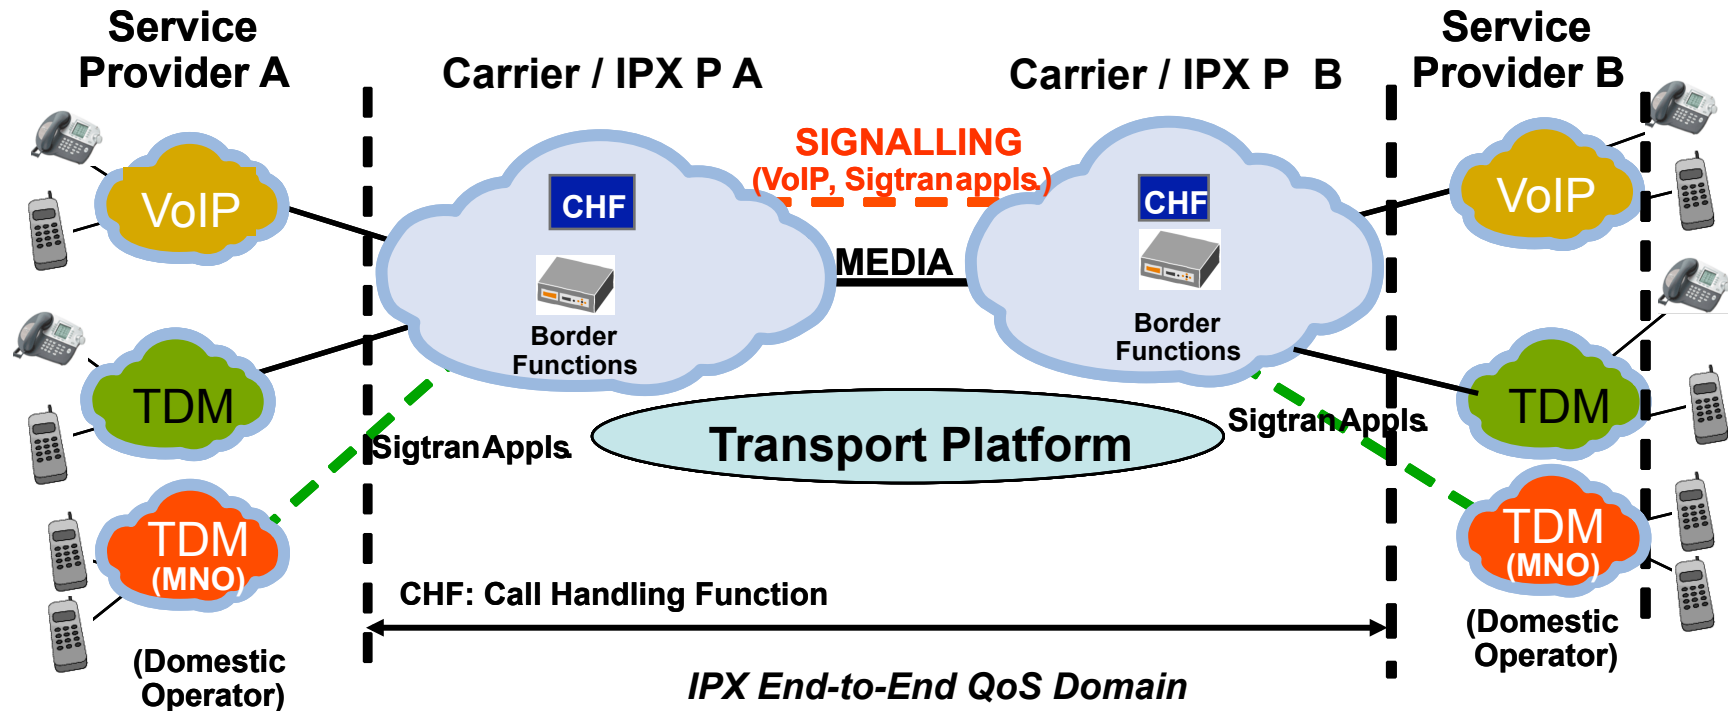 Service
Provider A
Carrier / IPX P A
Carrier / IPX P  B
Service
Provider B
SIGNALLING
(VoIP, Sigtran appls.)
VoIP
CHF
CHF
VoIP
MEDIA
Border
Functions
Border
Functions
TDM
TDM
Sigtran Appls.
Transport Platform
Sigtran Appls.
TDM
(MNO)
TDM
(MNO)
CHF: Call Handling Function
(Domestic
Operator)
(Domestic
Operator)
IPX End-to-End QoS Domain